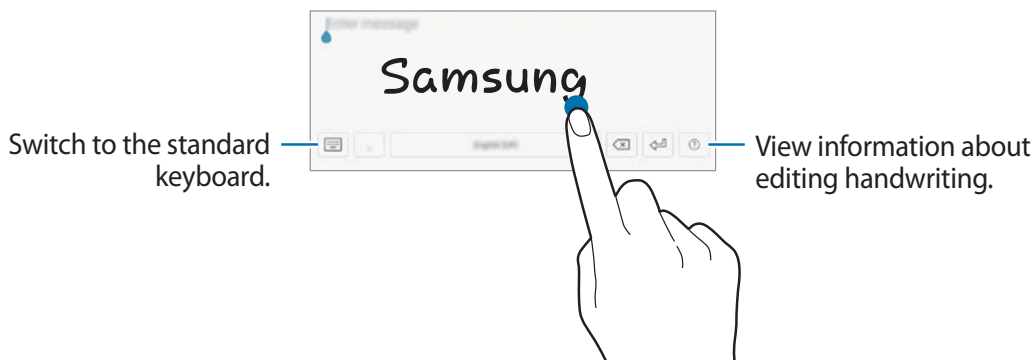 Enter message
Samsung
Switch to the standard
keyboard.
English (UK)
View information about
editing handwriting.